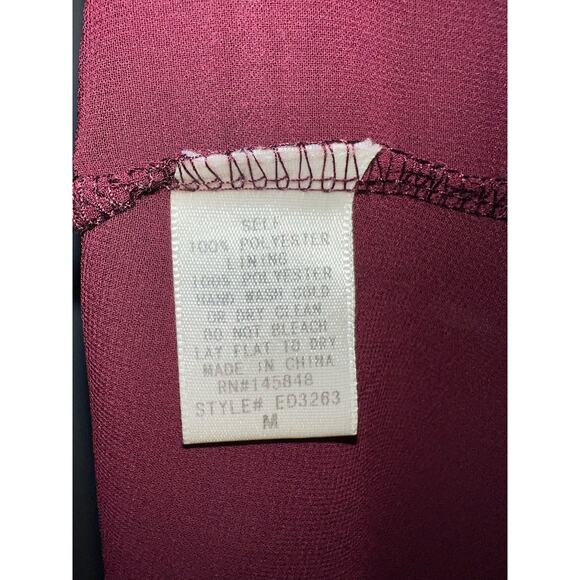 SELF
100% POLYESTER
LINING
100% POLYESTER
HAND WASH COLD
OR DRY CLEAN
DO NOT BLEACH
LAY FLAT TO DRY
MADE IN CHINA
RN#145848
STYLE# ED3263
M